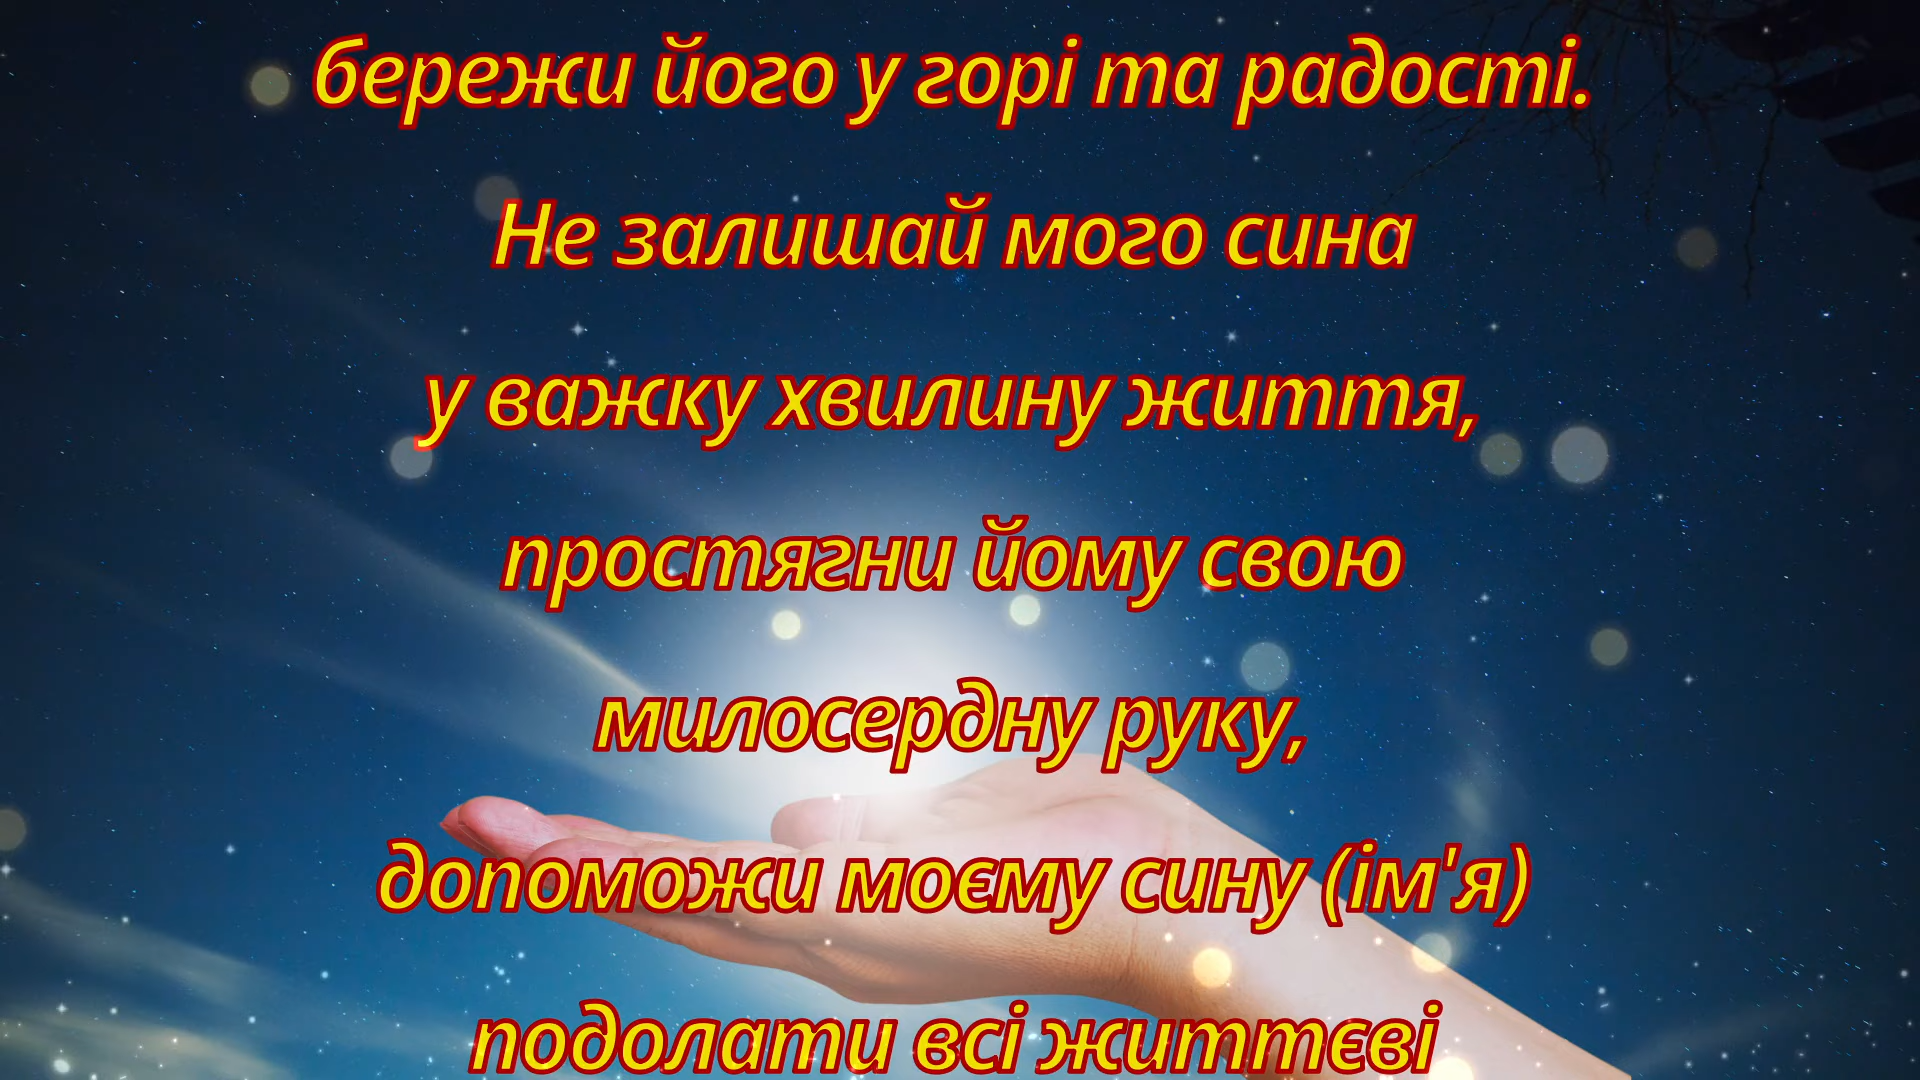 бережи його у горі та радості.
Не залишай мого сина
у важку хвилину життя,
простягни йому свою
милосердну руку,
допоможи моєму сину (ім'я)
подолати всі життєві